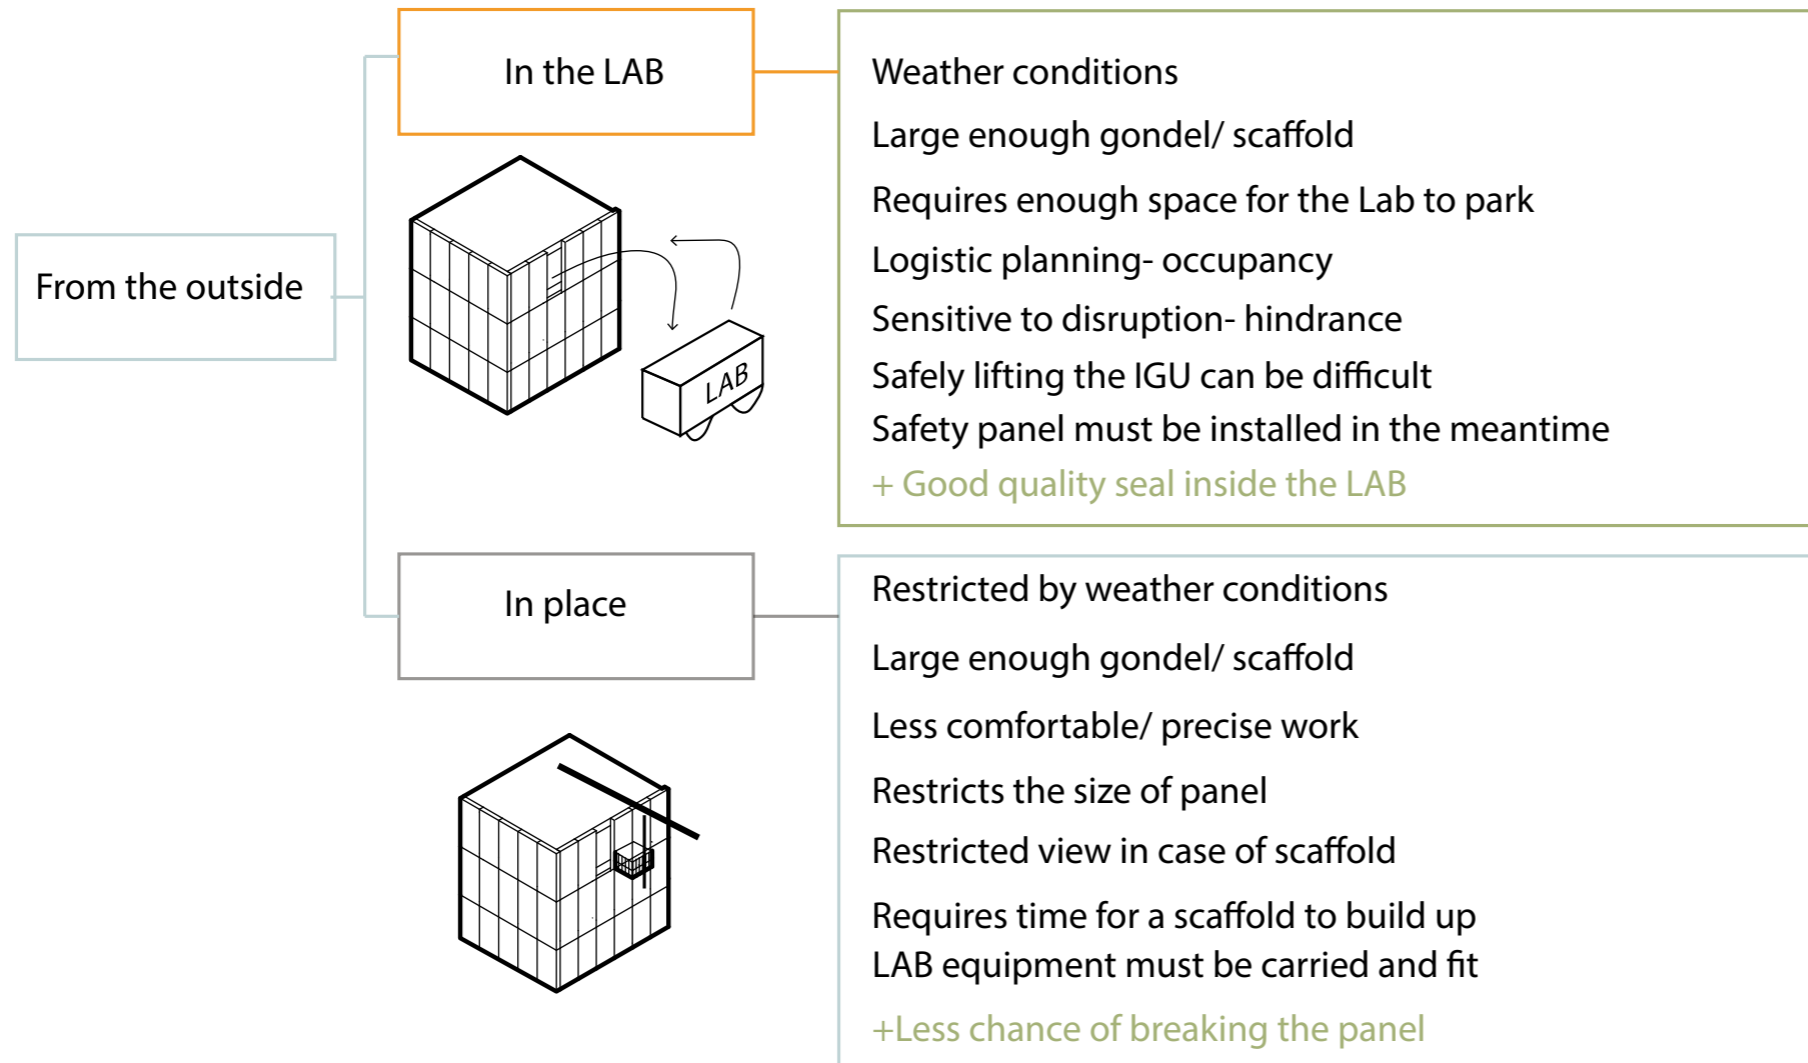 From the outside
In the LAB
LAB
Weather conditions
Large enough gondel/ scaffold
Requires enough space for the Lab to park
Logistic planning- occupancy
Sensitive to disruption- hindrance
Safely lifting the IGU can be difficult
Safety panel must be installed in the meantime
+ Good quality seal inside the LAB
In place
Restricted by weather conditions
Large enough gondel/ scaffold
Less comfortable/ precise work
Restricts the size of panel
Restricted view in case of scaffold
Requires time for a scaffold to build up
LAB equipment must be carried and fit
+Less chance of breaking the panel